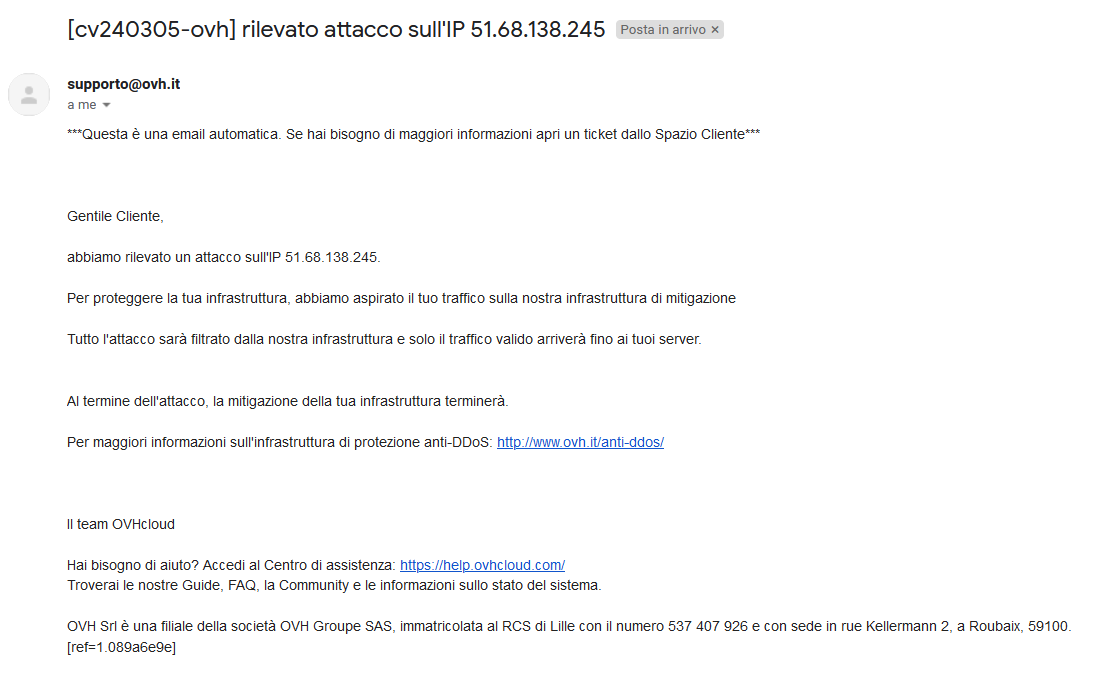 [cv240305-ovh] rilevato attacco sull'IP 51.68.138.245 Posta in arrivo ×
supporto@ovh.it
a me
***Questa è una email automatica. Se hai bisogno di maggiori informazioni apri un ticket dallo Spazio Cliente***
Gentile Cliente,
abbiamo rilevato un attacco sull'IP 51.68.138.245.
Per proteggere la tua infrastruttura, abbiamo aspirato il tuo traffico sulla nostra infrastruttura di mitigazione
Tutto l'attacco sarà filtrato dalla nostra infrastruttura e solo il traffico valido arriverà fino ai tuoi server.
Al termine dell'attacco, la mitigazione della tua infrastruttura terminerà.
Per maggiori informazioni sull'infrastruttura di protezione anti-DDoS: http://www.ovh.it/anti-ddos/
Il team OVHcloud
Hai bisogno di aiuto? Accedi al Centro di assistenza: https://help.ovhcloud.com/
Troverai le nostre Guide, FAQ, la Community e le informazioni sullo stato del sistema.
OVH Srl è una filiale della società OVH Groupe SAS, immatricolata al RCS di Lille con il numero 537 407 926 e con sede in rue Kellermann 2, a Roubaix, 59100.
[ref=1.089a6e9e]